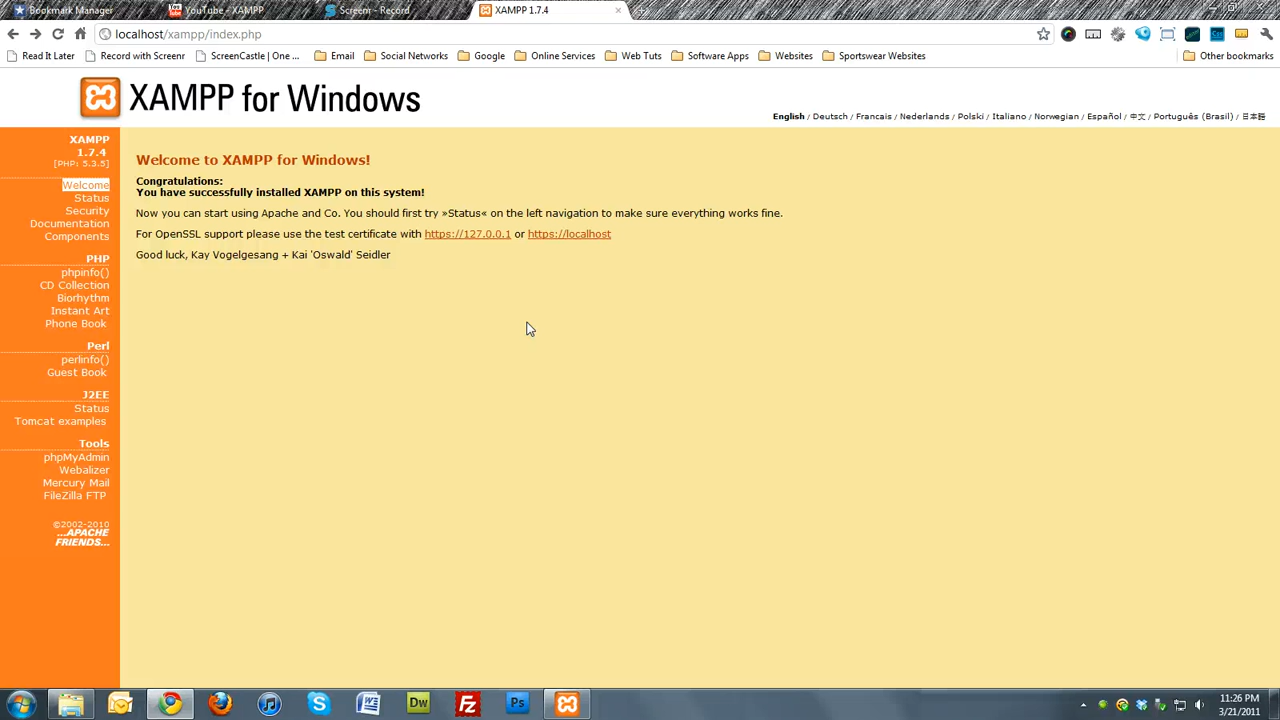 Bookmark Manager
YouTube - XAMPP
Screenr - Record
XAMPP 1.7.4
localhost/xampp/index.php
Read It Later
Record with Screenr
ScreenCastle | One ...
Email
Social Networks
Google
Online Services
Web Tuts
Software Apps
Websites
Sportswear Websites
Other bookmarks
XAMPP for Windows
English / Deutsch / Francais / Nederlands / Polski / Italiano / Norwegian / Español / 中文 / Português (Brasil) / 日本語
XAMPP
1.7.4
[PHP: 5.3.5]
Welcome
Status
Security
Documentation
Components
PHP
phpinfo()
CD Collection
Biorhythm
Instant Art
Phone Book
Perl
perlinfo()
Guest Book
J2EE
Status
Tomcat examples
Tools
phpMyAdmin
Webalizer
Mercury Mail
FileZilla FTP
©2002-2010
...APACHE
FRIENDS...
Welcome to XAMPP for Windows!
Congratulations:
You have successfully installed XAMPP on this system!
Now you can start using Apache and Co. You should first try »Status« on the left navigation to make sure everything works fine.
For OpenSSL support please use the test certificate with https://127.0.0.1 or https://localhost
Good luck, Kay Vogelgesang + Kai 'Oswald' Seidler
Dw
Fz
Ps
11:26 PM
3/21/2011